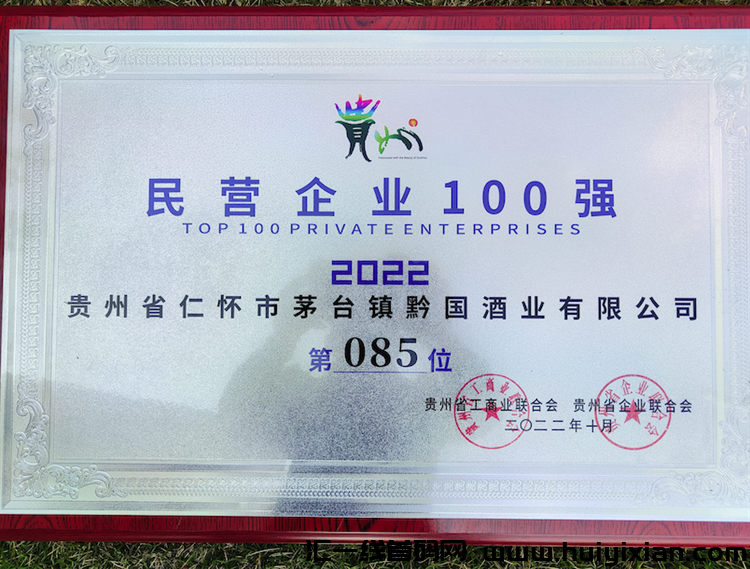 貴州
民营企业100强
TOP 100 PRIVATE ENTERPRISES
2022
贵州省仁怀市茅台镇黔国酒业有限公司
第085位
贵州省工商业联合会 贵州省企业联合会
二〇二二年十月
汇一线首码网 www.huiyixian.com